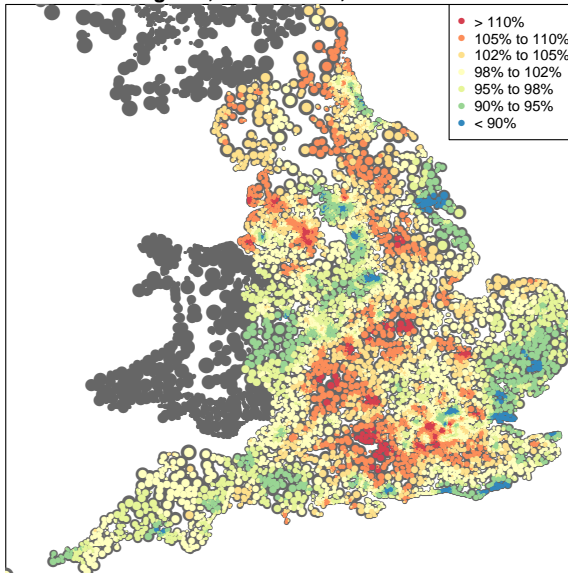 > 110%
105% to 110%
102% to 105%
98% to 102%
95% to 98%
90% to 95%
< 90%